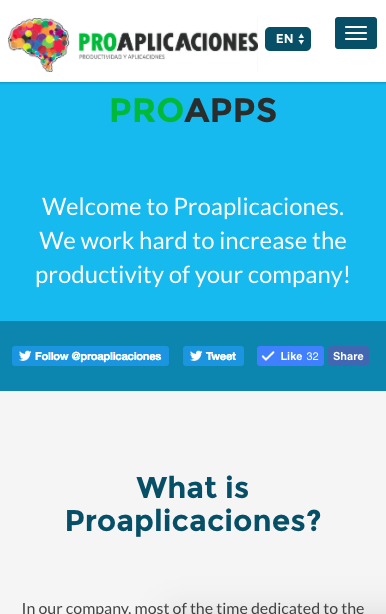 PROAPLICACIONES
PRODUCTIVIDAD Y APLICACIONES
EN
PROAPPS
Welcome to Proaplicaciones.
We work hard to increase the
productivity of your company!
Follow @proaplicaciones
Tweet
Like 32
Share
What is
Proaplicaciones?
In our company, most of the time dedicated to the